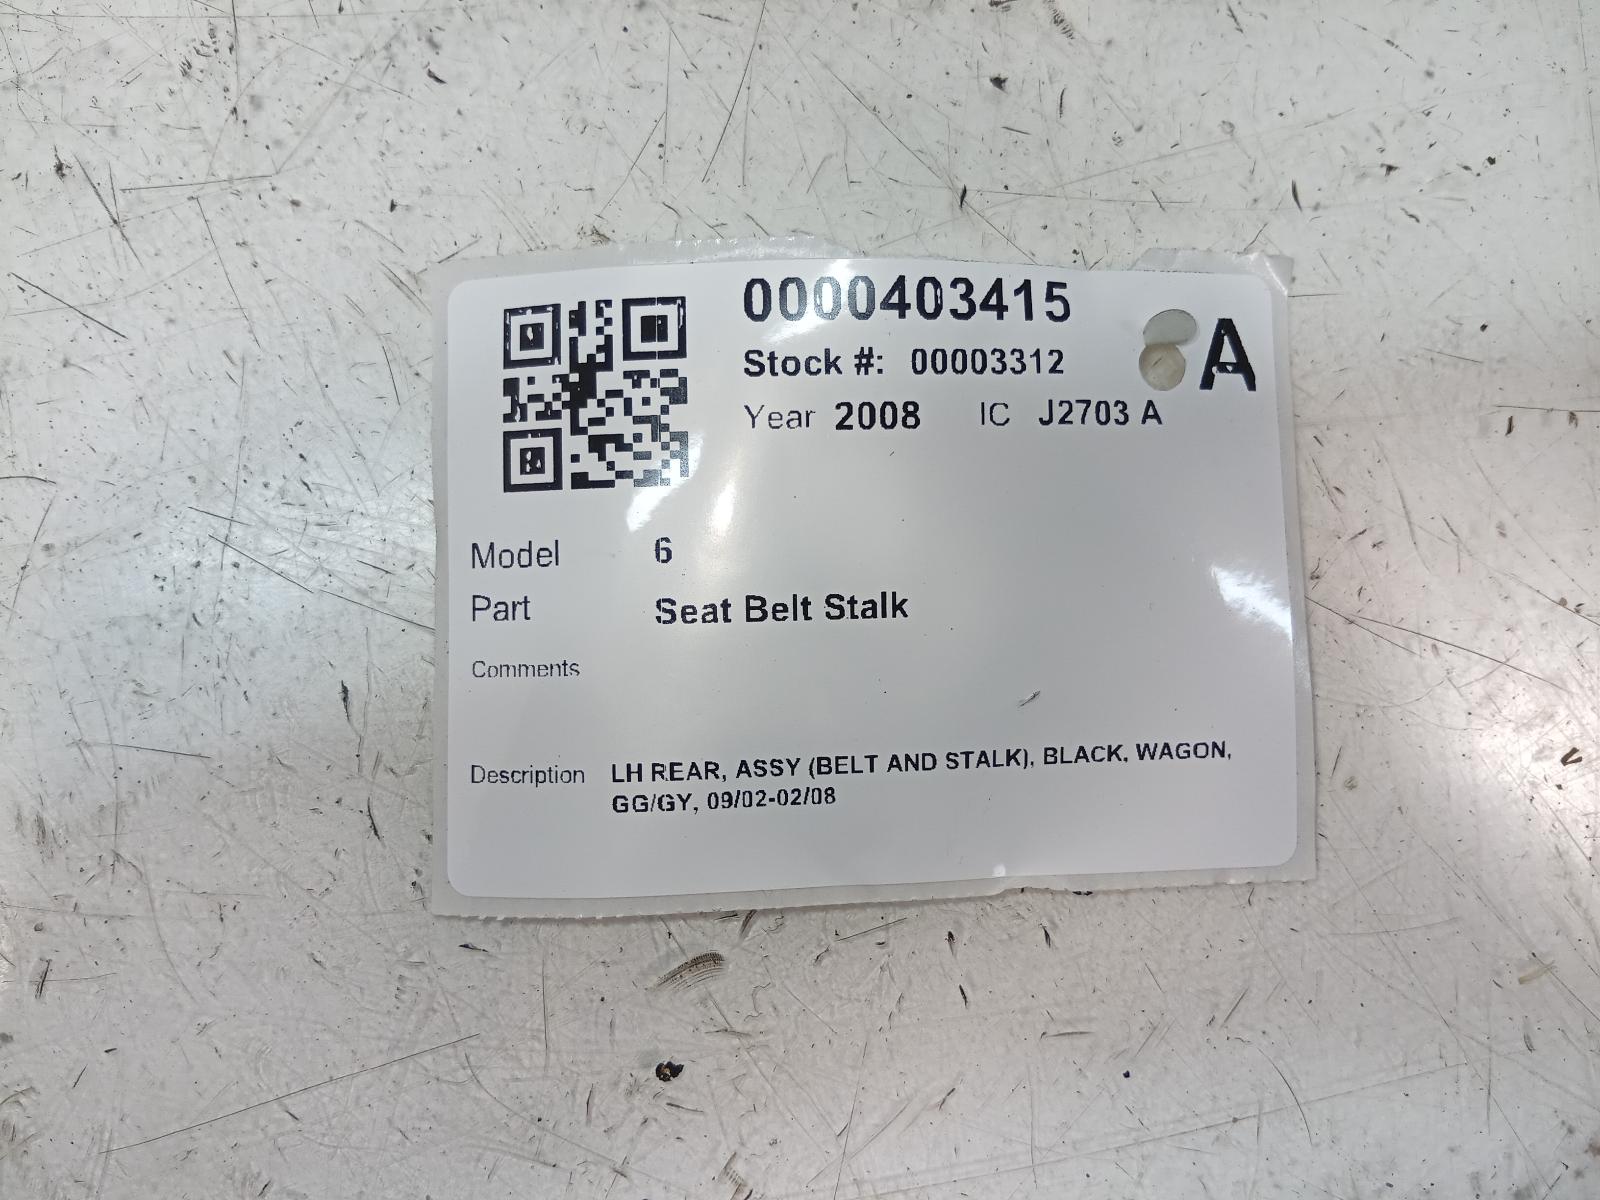 0000403415
Stock #: 00003312
A
Year 2008 IC J2703 A
Model 6
Part Seat Belt Stalk
Comments
Description LH REAR, ASSY (BELT AND STALK), BLACK, WAGON,
GG/GY, 09/02-02/08